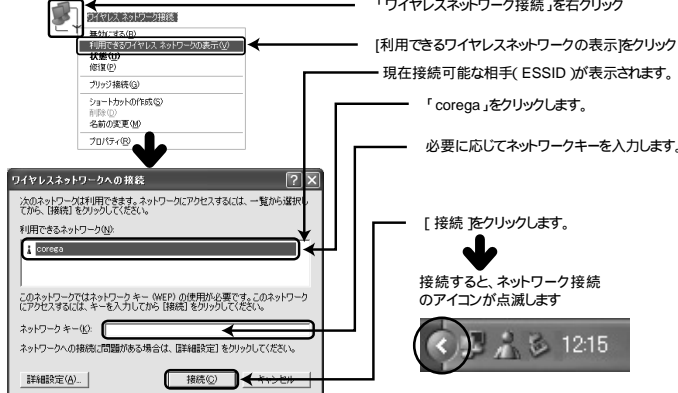 「ワイヤレスネットワーク接続」を右クリック
ワイヤレス ネットワーク接続
無効にする(B)
利用できるワイヤレス ネットワークの表示(V)
状態(U)
修復(P)
ブリッジ接続(G)
ショートカットの作成(S)
削除(D)
名前の変更(M)
プロパティ(R)
[利用できるワイヤレスネットワークの表示]をクリック
現在接続可能な相手( ESSID )が表示されます。
「 corega 」をクリックします。
必要に応じてネットワークキーを入力します。
[ 接続 ]をクリックします。
接続すると、ネットワーク接続
のアイコンが点滅します
12:15
ワイヤレスネットワークへの接続
次のネットワークは利用できます。ネットワークにアクセスするには、一覧から選択し
てから、[接続] をクリックしてください。
利用できるネットワーク(N):
corega
このネットワークではネットワーク キー (WEP) の使用が必要です。このネットワーク
にアクセスするには、キーを入力してから [接続] をクリックしてください。
ネットワーク キー(K):
ネットワークへの接続に問題がある場合は、[詳細設定] をクリックしてください。
詳細設定(A)...
接続(C)
キャンセル